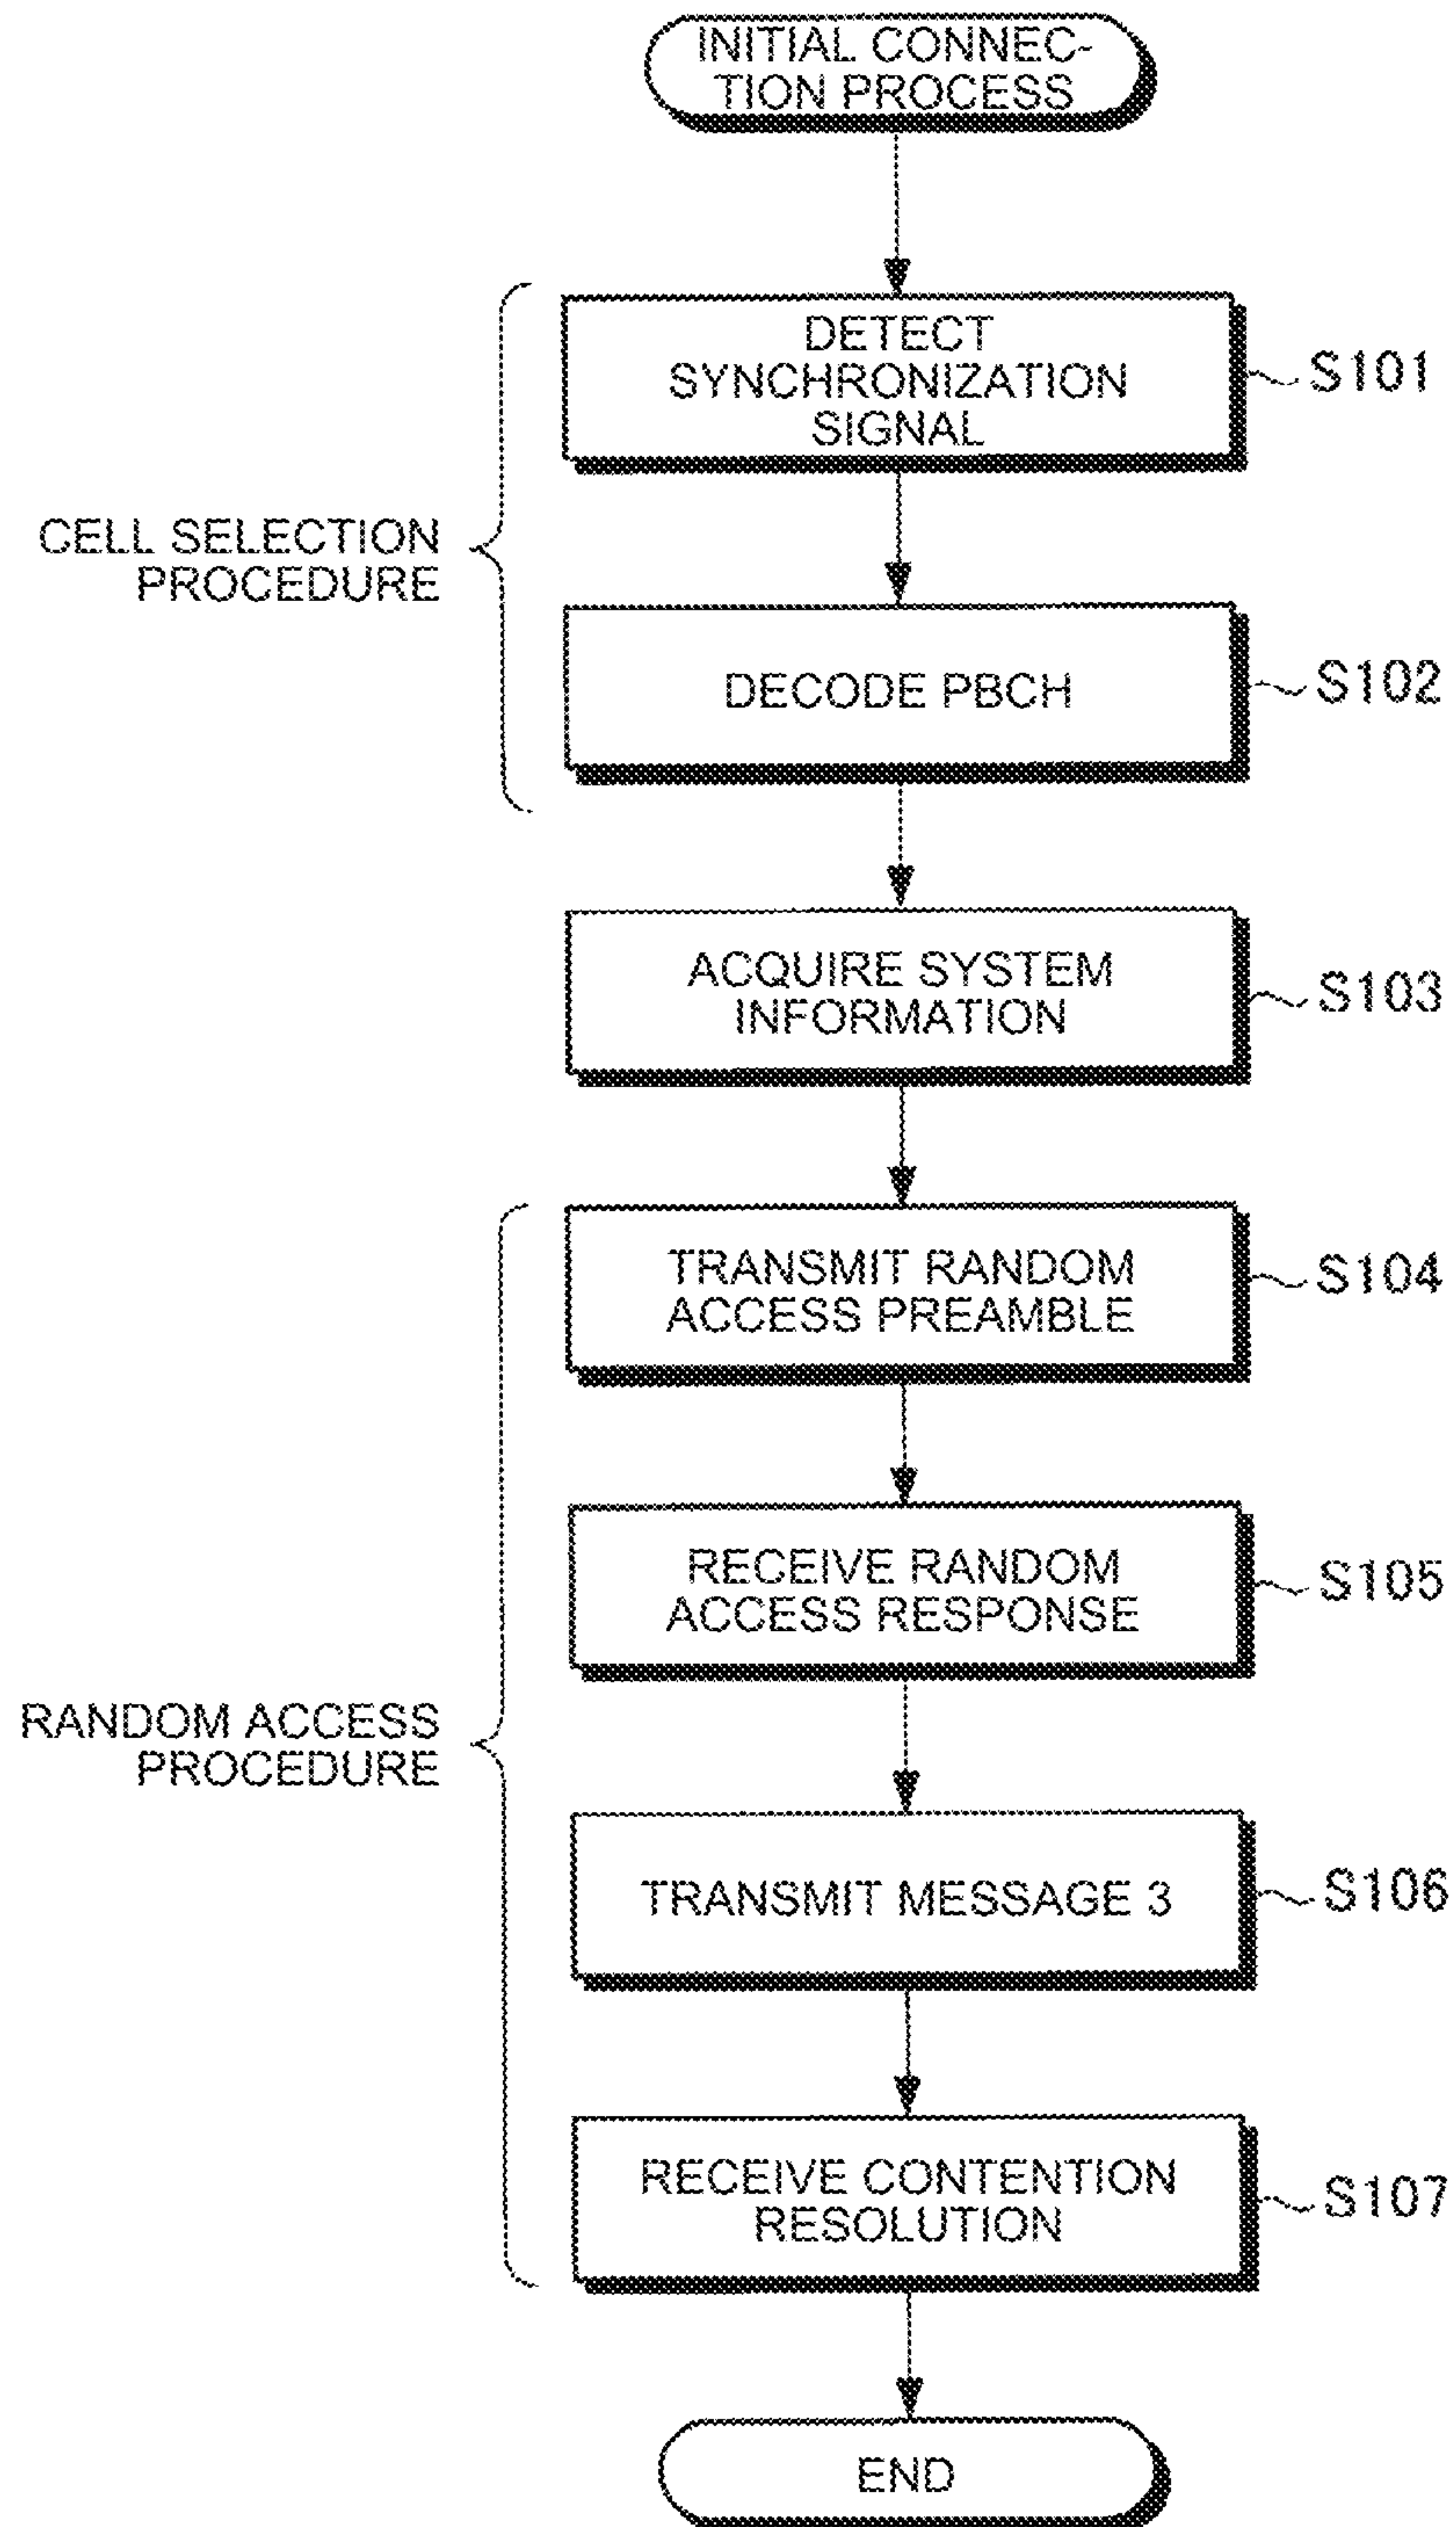 INITIAL CONNEC-
TION PROCESS
DETECT
SYNCHRONIZATION
SIGNAL
S101
CELL SELECTION
PROCEDURE
DECODE PBCH
S102
ACQUIRE SYSTEM
INFORMATION
S103
TRANSMIT RANDOM
ACCESS PREAMBLE
S104
RECEIVE RANDOM
ACCESS RESPONSE
S105
RANDOM ACCESS
PROCEDURE
TRANSMIT MESSAGE 3
S106
RECEIVE CONTENTION
RESOLUTION
S107
END